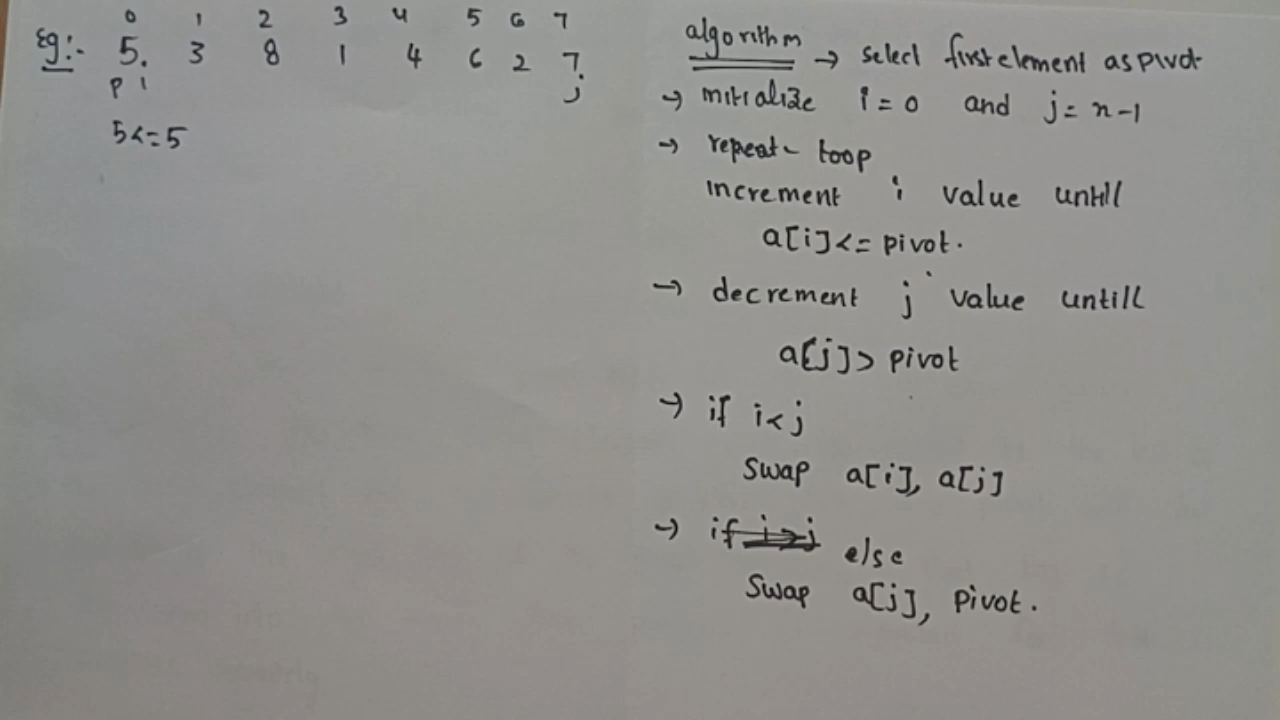 0 1 2 3 4 5 6 7
Eg:- 5. 3 8 1 4 6 2 7
P i j
5<=5
algorithm → select first element as pivot
→ initialize i = 0 and j = n-1
→ repeat loop
increment i value untill
a[i]<= pivot.
→ decrement j value untill
a[j]> pivot
→ if i<j
Swap a[i], a[j]
→ if i>j else
Swap a[j], pivot.